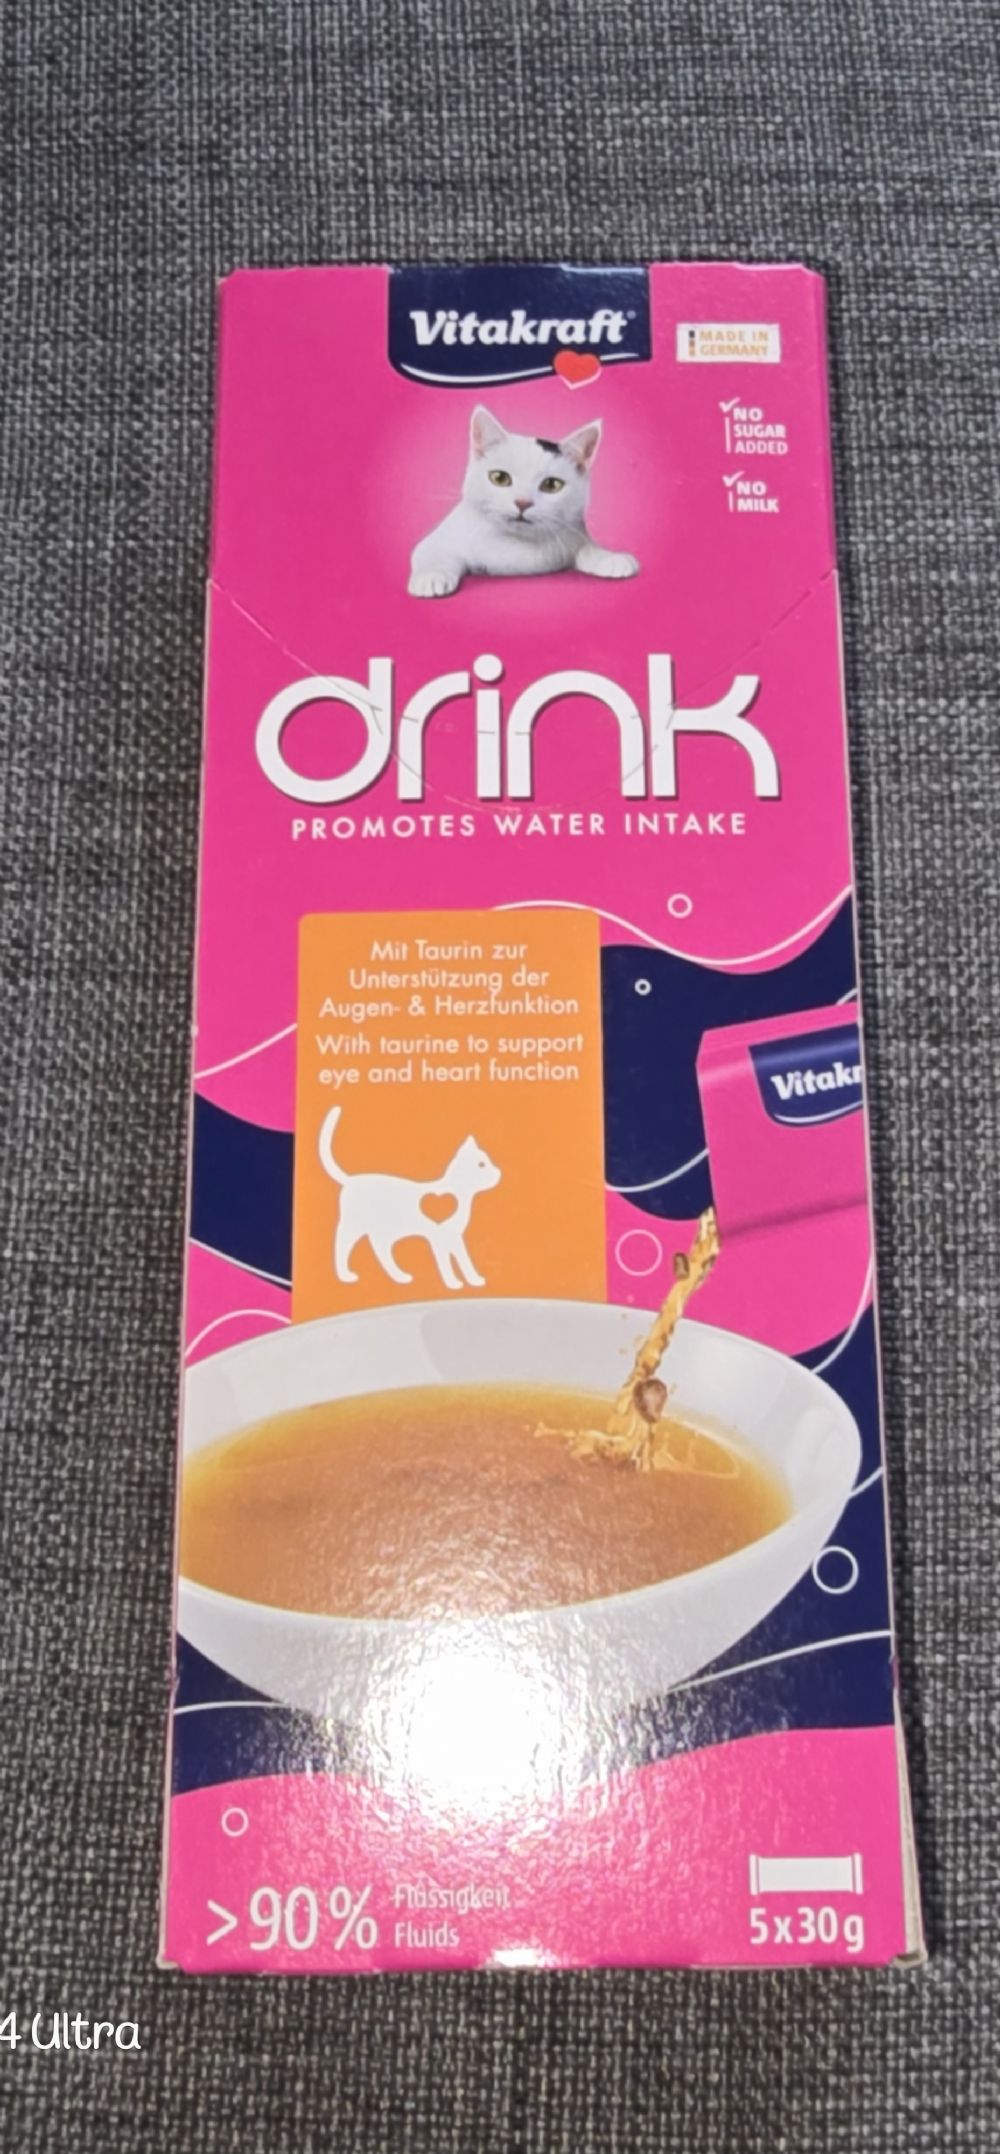 Vitakraft
MADE IN
GERMANY
NO
SUGAR
ADDED
NO
MILK
drink
PROMOTES WATER INTAKE
Mit Taurin zur
Unterstützung der
Augen- & Herzfunktion
With taurine to support
eye and heart function
Vitakr
>90% Flüssigkeit
Fluids
5x30g
4 Ultra